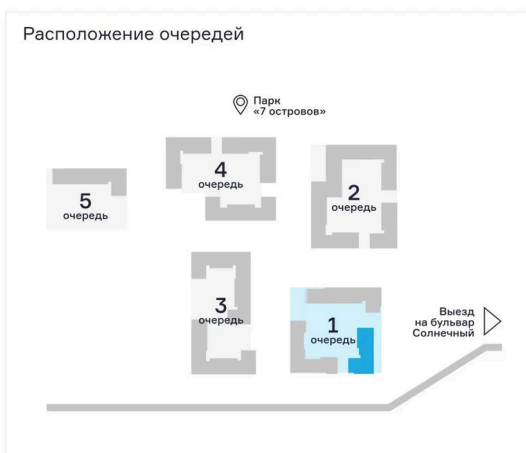 Расположение очередей
Парк
«7 островов»
4
очередь
2
очередь
5
очередь
3
очередь
1
очередь
Выезд
на бульвар
Солнечный